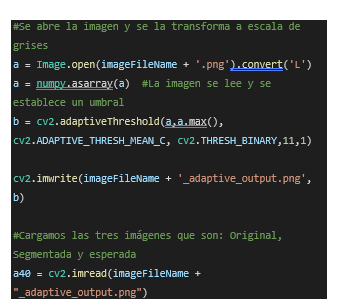 #Se abre la imagen y se la transforma a escala de
grises
a = Image.open(imageFileName + '.png').convert('L')
a = numpy.asarray(a)  #La imagen se lee y se
establece un umbral
b = cv2.adaptiveThreshold(a,a.max(),
cv2.ADAPTIVE_THRESH_MEAN_C, cv2.THRESH_BINARY,11,1)
cv2.imwrite(imageFileName + '_adaptive_output.png',
b)
#Cargamos las tres imágenes que son: Original,
Segmentada y esperada
a40 = cv2.imread(imageFileName +
"_adaptive_output.png")